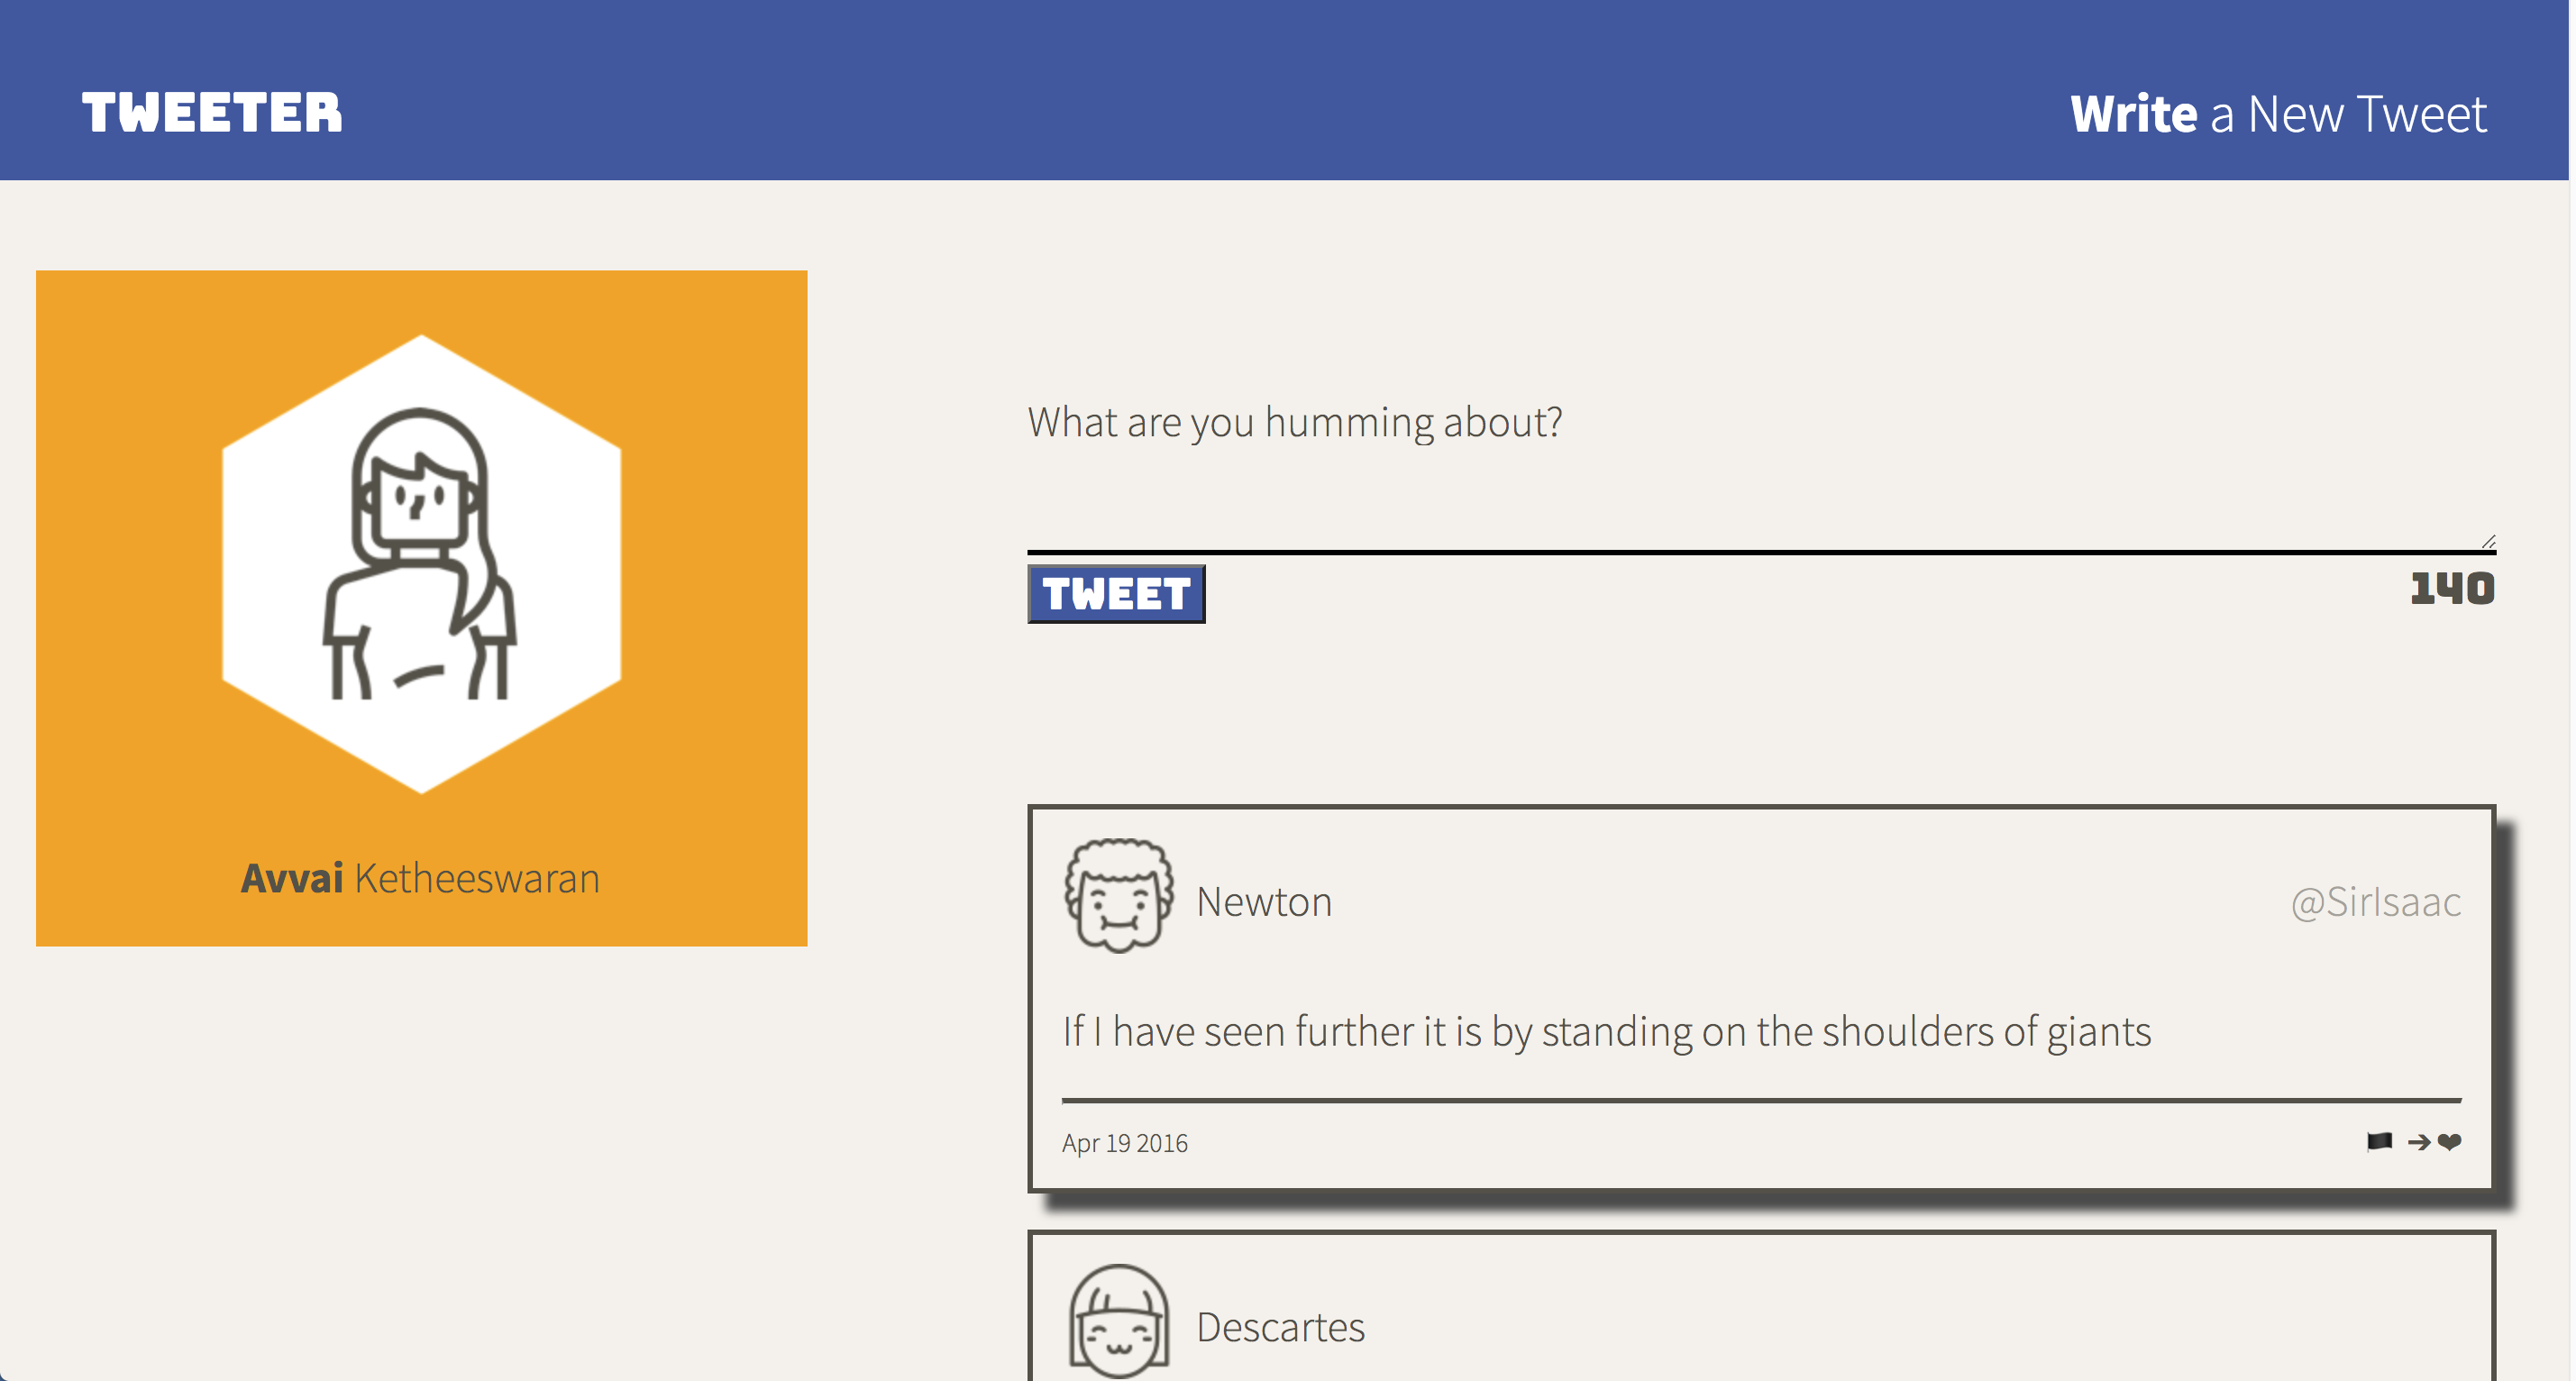 TWEETER
Write a New Tweet
Avvai Ketheeswaran
What are you humming about?
TWEET
140
Newton
@SirIsaac
If I have seen further it is by standing on the shoulders of giants
Apr 19 2016
Descartes